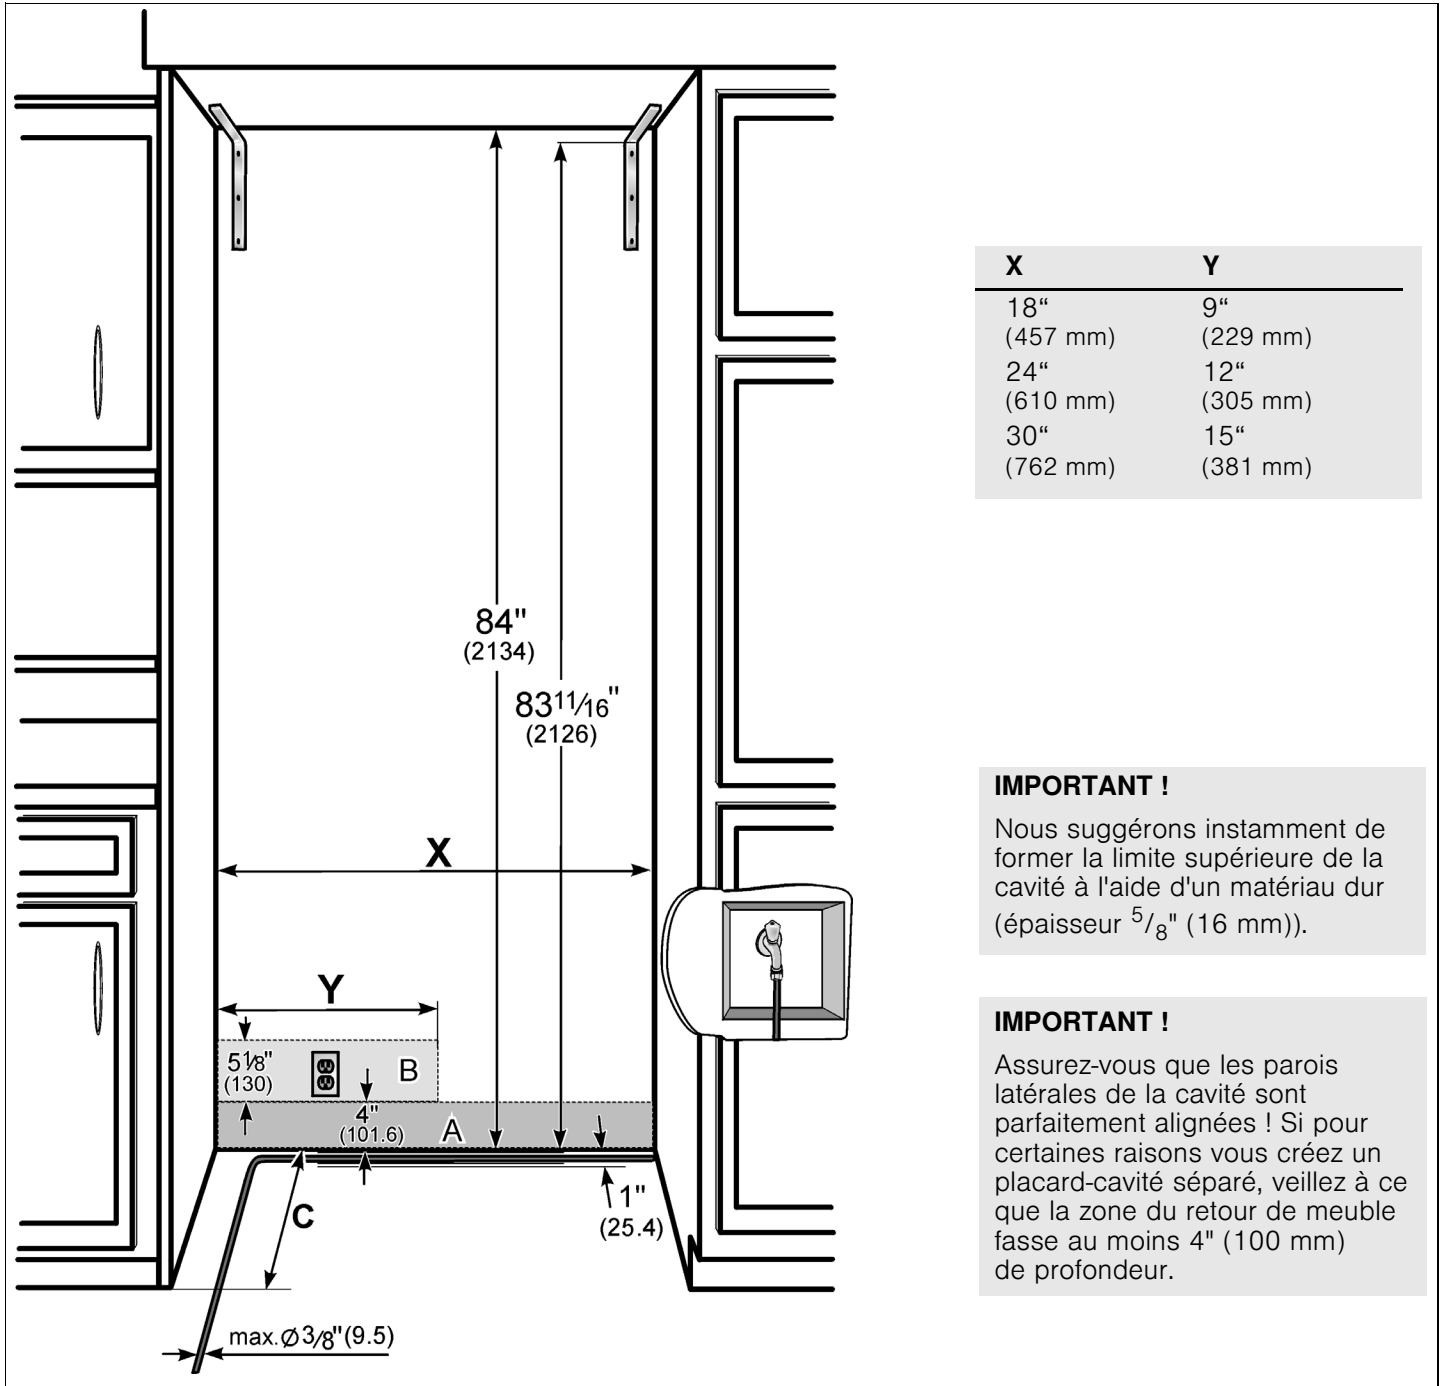 84"
(2134)
83 11/16"
(2126)
X
Y
5 1/8"
(130)
B
4"
(101.6)
A
1"
(25.4)
C
max. Ø 3/8" (9.5)
X Y
18“ 9“
(457 mm) (229 mm)
24“ 12“
(610 mm) (305 mm)
30“ 15“
(762 mm) (381 mm)
IMPORTANT !
Nous suggérons instamment de
former la limite supérieure de la
cavité à l'aide d'un matériau dur
(épaisseur 5/8" (16 mm)).
IMPORTANT !
Assurez-vous que les parois
latérales de la cavité sont
parfaitement alignées ! Si pour
certaines raisons vous créez un
placard-cavité séparé, veillez à ce
que la zone du retour de meuble
fasse au moins 4" (100 mm)
de profondeur.